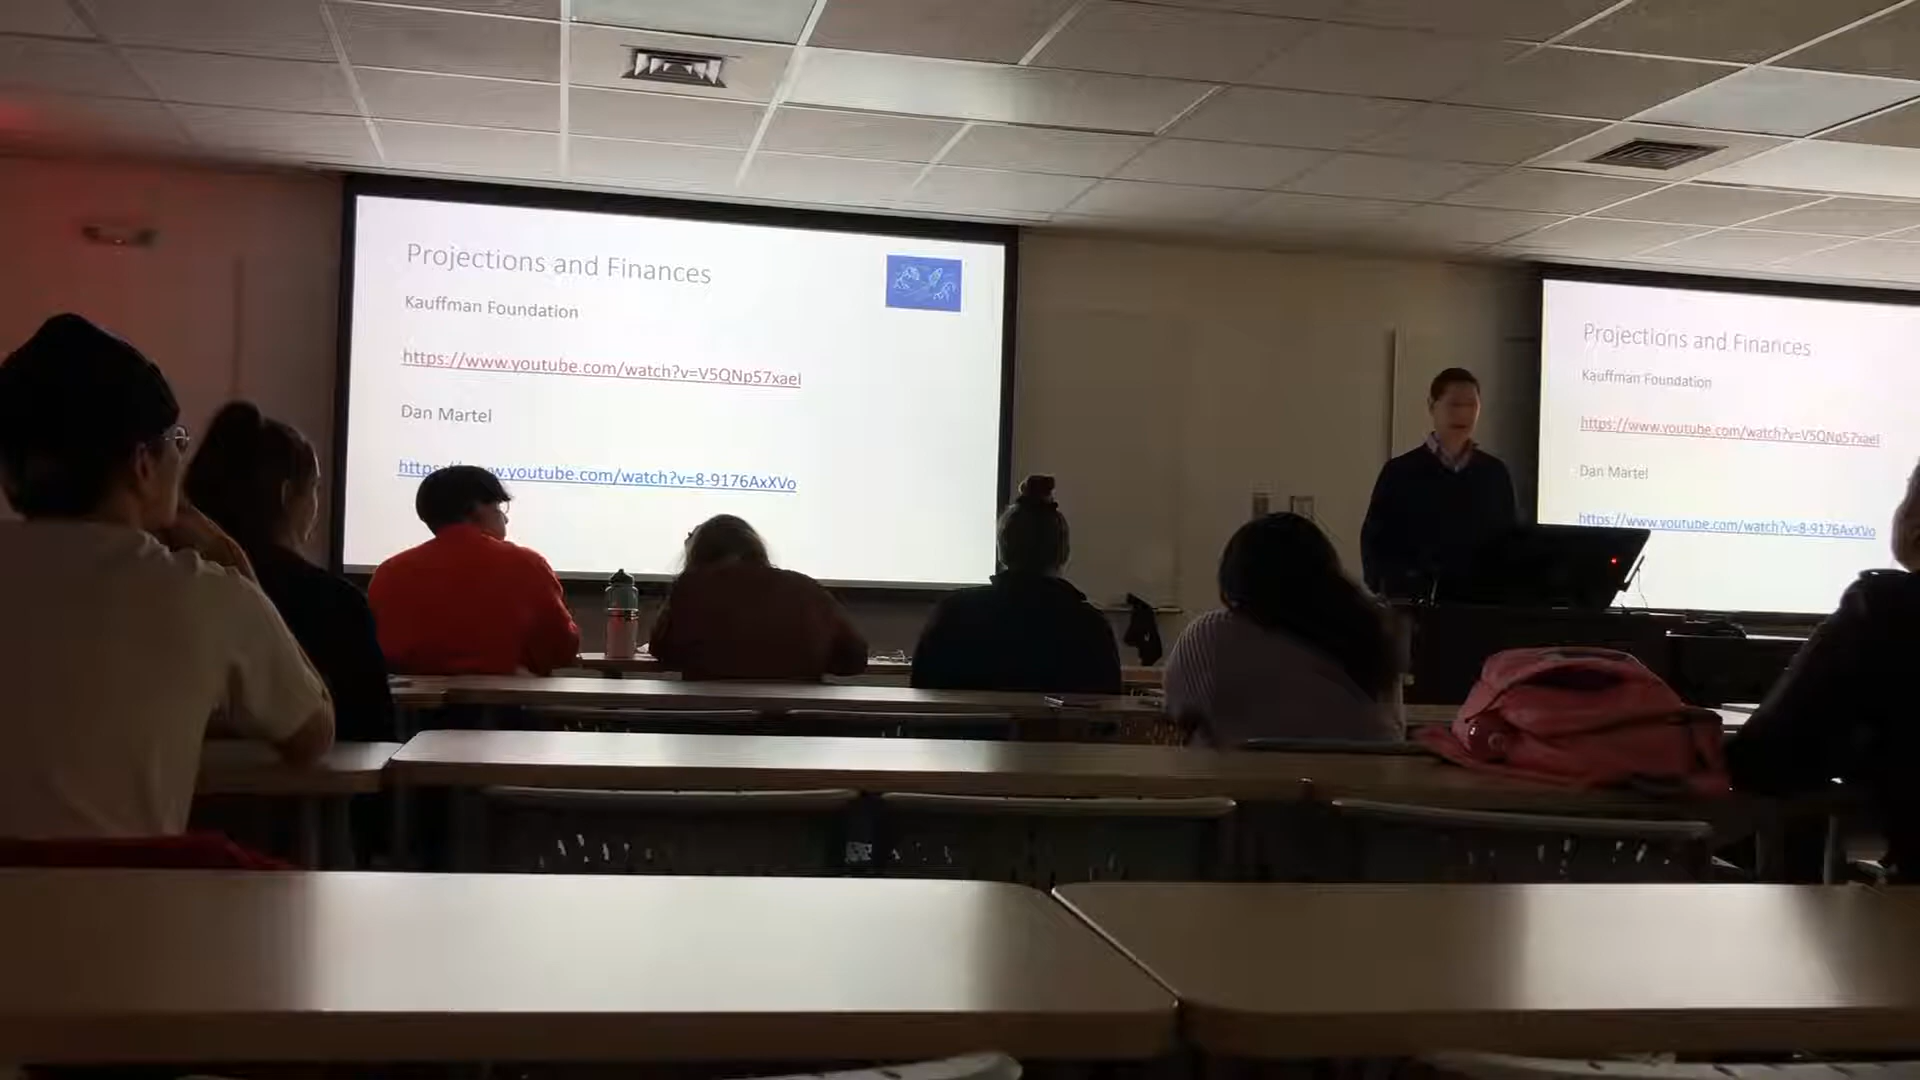 Projections and Finances
Kauffman Foundation
https://www.youtube.com/watch?v=V5QNp57xaeI
Dan Martel
https://www.youtube.com/watch?v=8-9176AxXVo
Projections and Finances
Kauffman Foundation
https://www.youtube.com/watch?v=V5QNp57xaeI
Dan Martel
https://www.youtube.com/watch?v=8-9176AxXVo